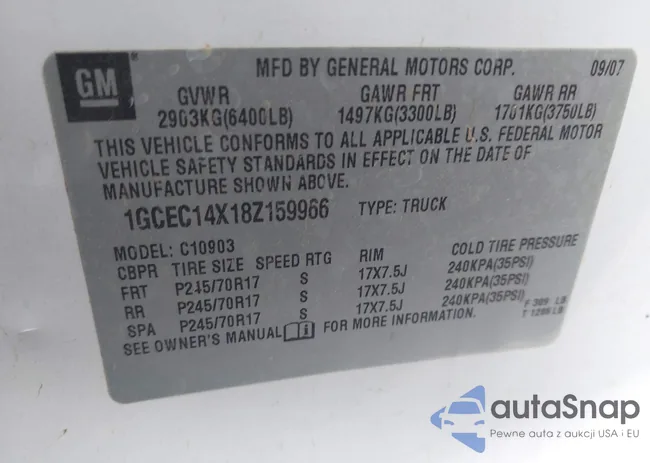 GM
MFD BY GENERAL MOTORS CORP. 09/07
GVWR GAWR FRT GAWR RR
2903KG(6400LB) 1497KG(3300LB) 1701KG(3750LB)
THIS VEHICLE CONFORMS TO ALL APPLICABLE U.S. FEDERAL MOTOR
VEHICLE SAFETY STANDARDS IN EFFECT ON THE DATE OF
MANUFACTURE SHOWN ABOVE.
1GCEC14X18Z159966 TYPE: TRUCK
MODEL: C10903
CBPR TIRE SIZE SPEED RTG RIM COLD TIRE PRESSURE
FRT P245/70R17 S 17X7.5J 240KPA(35PSI)
RR P245/70R17 S 17X7.5J 240KPA(35PSI)
SPA P245/70R17 S 17X7.5J 240KPA(35PSI)
SEE OWNER'S MANUAL i FOR MORE INFORMATION.
F 309 LB
T 1286 LB
autaSnap
Pewne auta z aukcji USA i EU